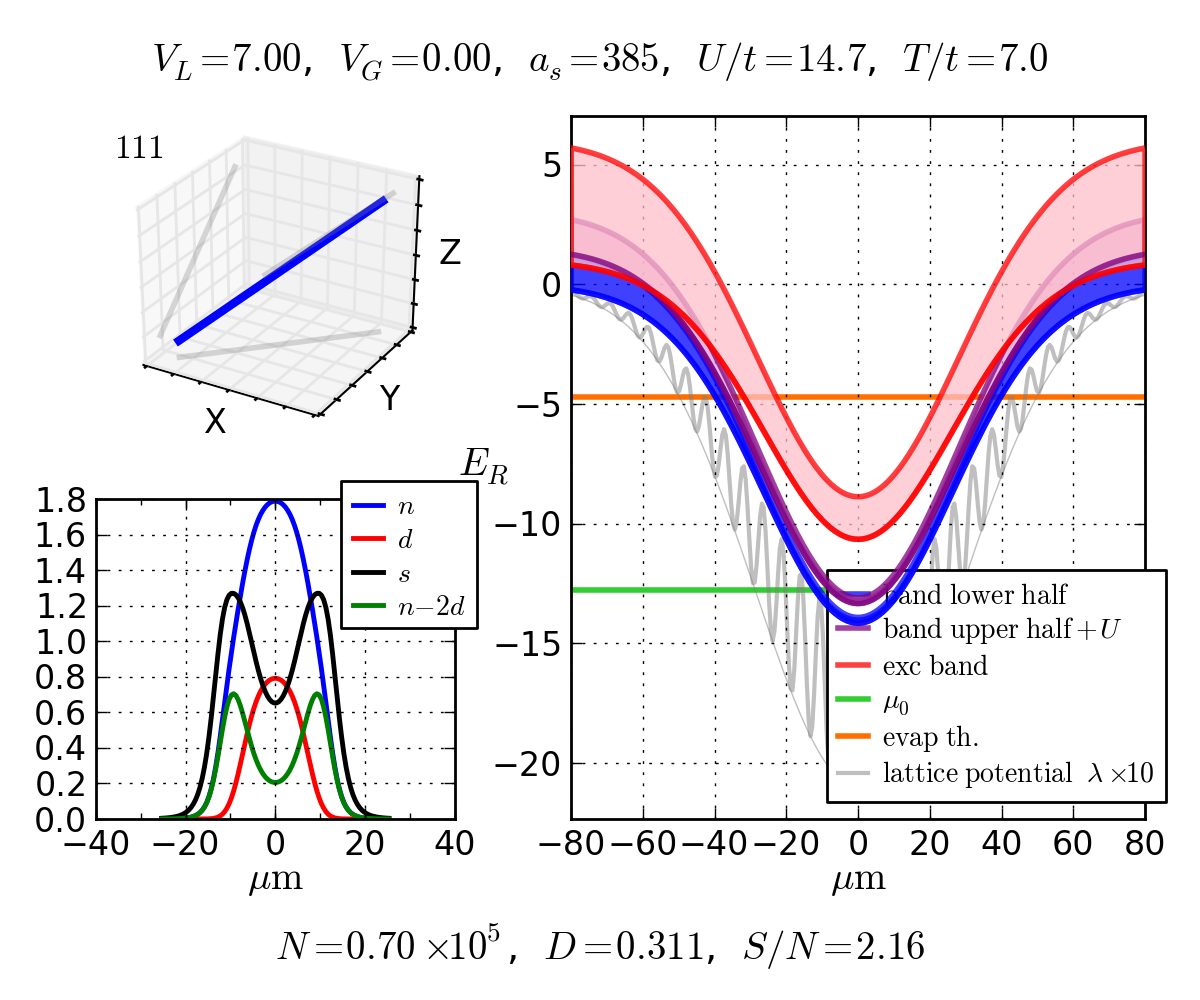 V_L=7.00, V_G=0.00, a_s=385, U/t=14.7, T/t=7.0
111
Z
Y
X
E_R
5
0
−5
−10
−15
−20
band lower half
band upper half+U
exc band
μ_0
evap th.
lattice potential λ×10
−80 −60 −40 −20 0 20 40 60 80
μm
1.8
1.6
1.4
1.2
1.0
0.8
0.6
0.4
0.2
0.0
n
d
s
n−2d
−40 −20 0 20 40
μm
N=0.70×10^5, D=0.311, S/N=2.16